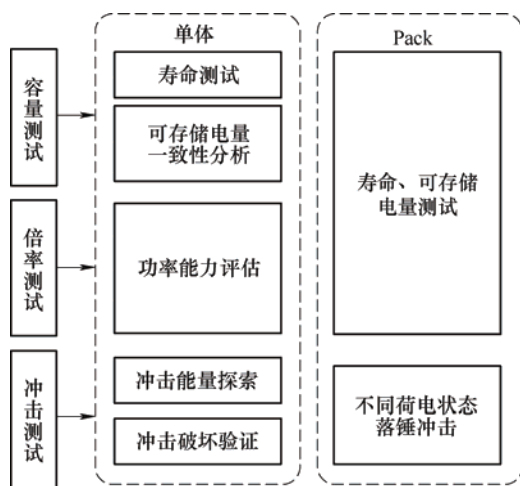 单体
Pack
容量测试
寿命测试
可存储电量
一致性分析
寿命、可存储
电量测试
倍率测试
功率能力评估
冲击测试
冲击能量探索
冲击破坏验证
不同荷电状态
落锤冲击